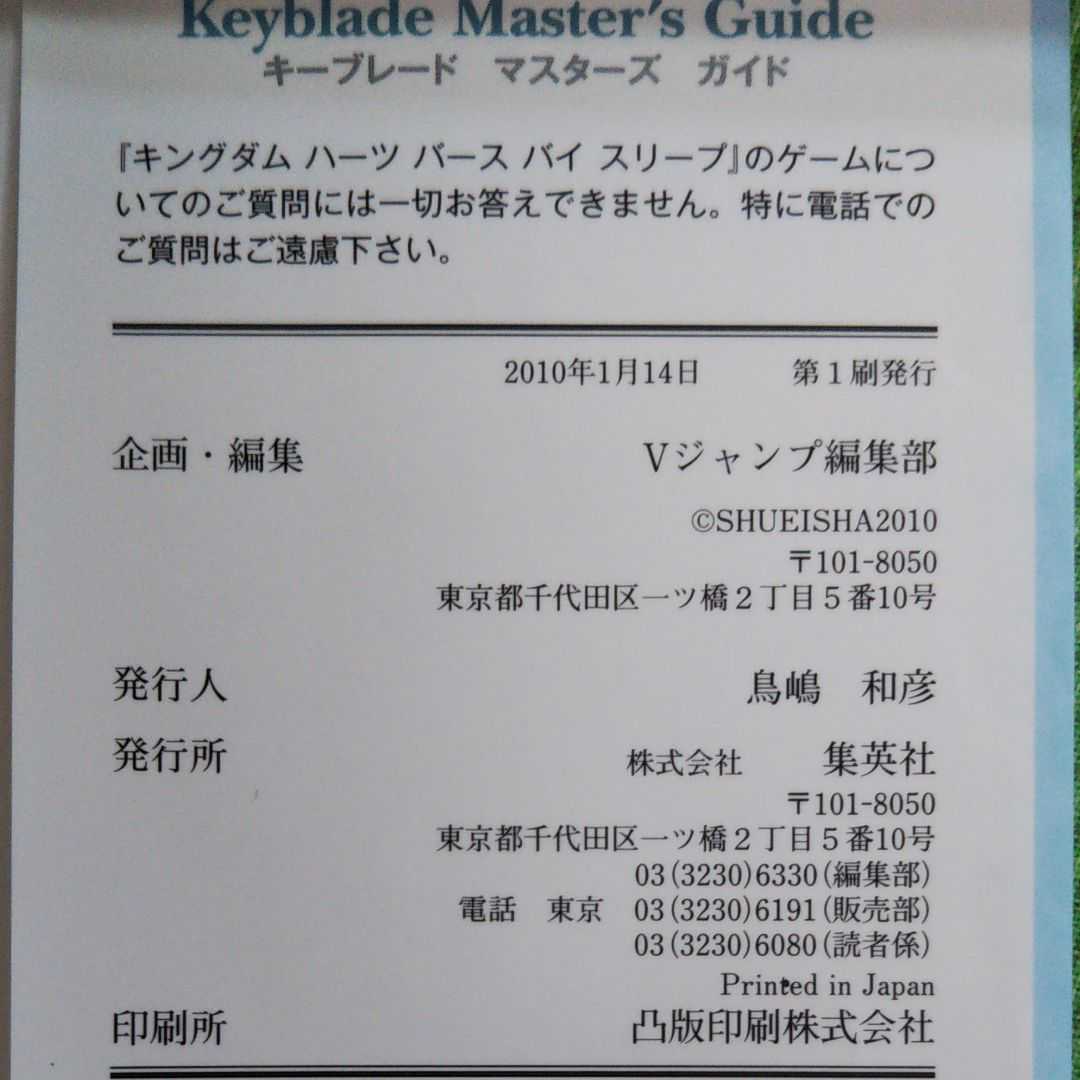 Keyblade Master's Guide
キーブレード マスターズ ガイド
『キングダム ハーツ バース バイ スリープ』のゲームにつ
いてのご質問には一切お答えできません。特に電話での
ご質問はご遠慮下さい。
2010年1月14日 第１刷発行
企画・編集 Vジャンプ編集部
©SHUEISHA2010
〒101-8050
東京都千代田区一ツ橋２丁目５番10号
発行人 鳥嶋 和彦
発行所 株式会社 集英社
〒101-8050
東京都千代田区一ツ橋２丁目５番10号
03(3230)6330(編集部)
電話 東京 03(3230)6191(販売部)
03(3230)6080(読者係)
Printed in Japan
印刷所 凸版印刷株式会社